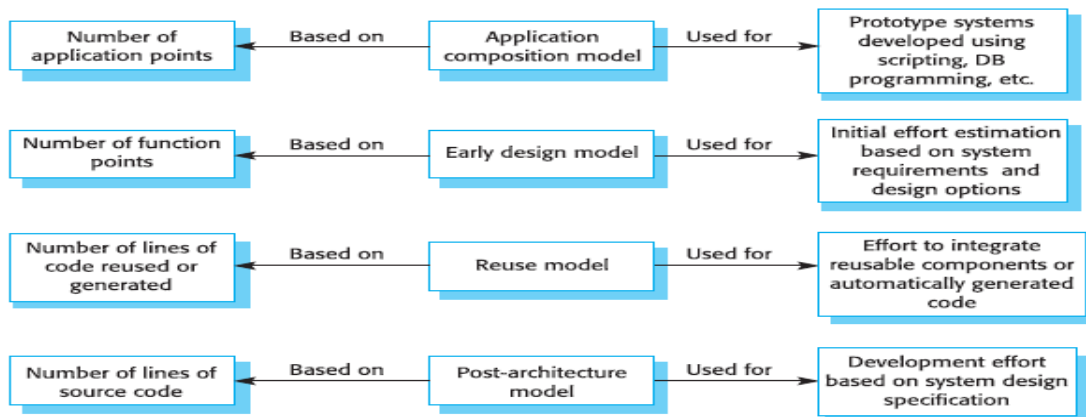 Number of
application points
Based on
Application
composition model
Used for
Prototype systems
developed using
scripting, DB
programming, etc.
Number of function
points
Based on
Early design model
Used for
Initial effort estimation
based on system
requirements and
design options
Number of lines of
code reused or
generated
Based on
Reuse model
Used for
Effort to integrate
reusable components or
automatically generated
code
Number of lines of
source code
Based on
Post-architecture
model
Used for
Development effort
based on system design
specification